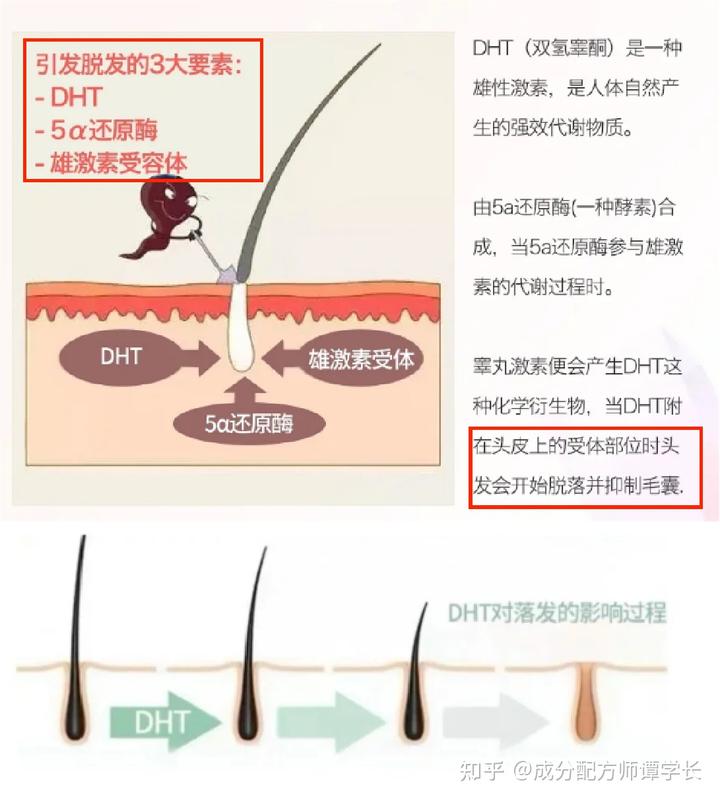 引发脱发的3大要素：
- DHT
- 5α还原酶
- 雄激素受容体
DHT
雄激素受体
5α还原酶
DHT（双氢睾酮）是一种
雄性激素，是人体自然产
生的强效代谢物质。
由5a还原酶(一种酵素)合
成，当5a还原酶参与雄激
素的代谢过程时。
睾丸激素便会产生DHT这
种化学衍生物，当DHT附
在头皮上的受体部位时头
发会开始脱落并抑制毛囊.
DHT对落发的影响过程
DHT
知乎 @成分配方师谭学长